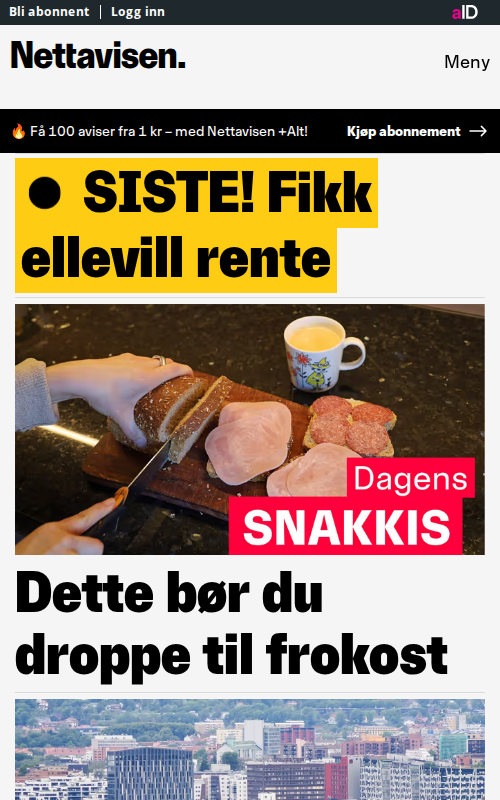 Bli abonnent | Logg inn
aID
Nettavisen.
Meny
🔥 Få 100 aviser fra 1 kr – med Nettavisen +Alt!
Kjøp abonnement →
● SISTE! Fikk
ellevill rente
Dagens
SNAKKIS
Dette bør du
droppe til frokost